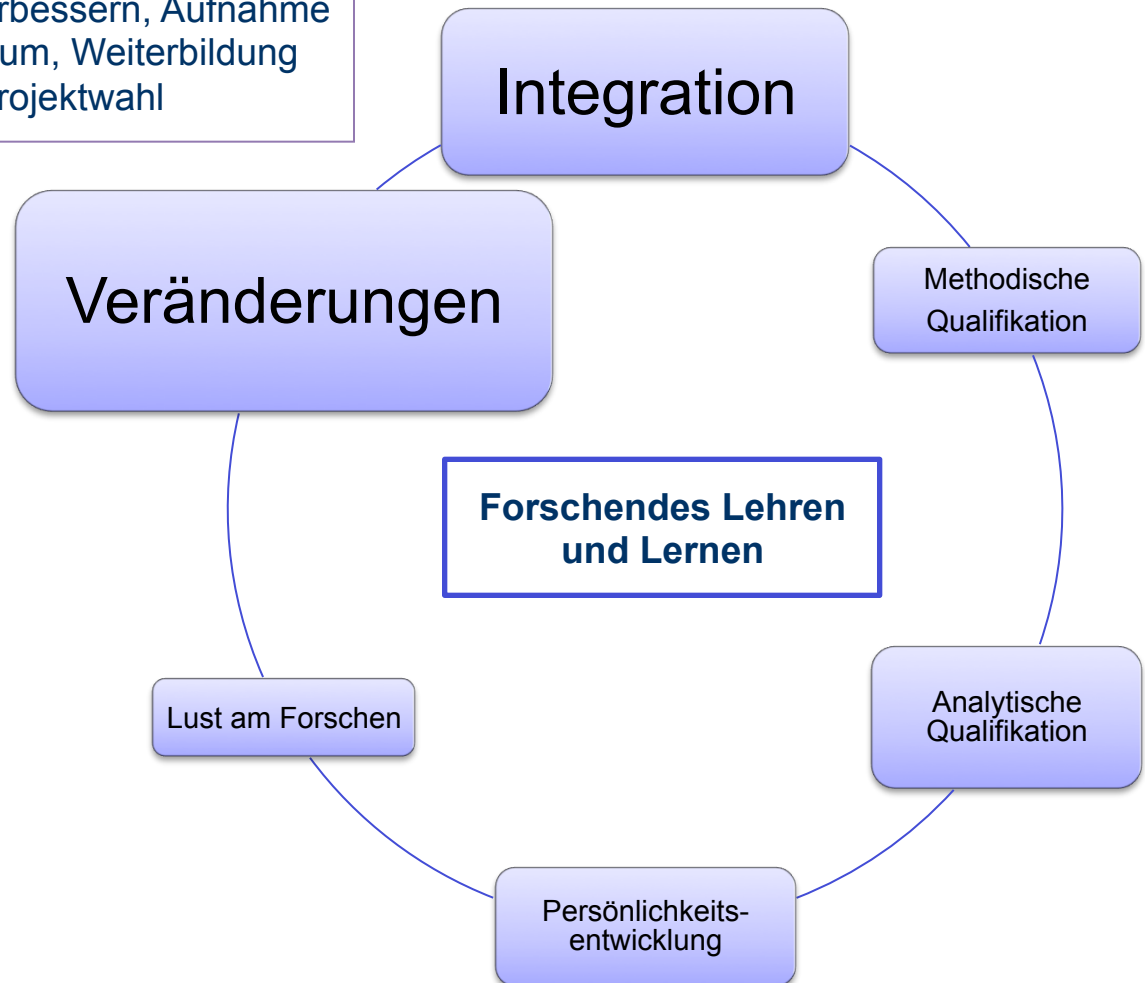 rbessern, Aufnahme
um, Weiterbildung
rojektwahl
Integration
Veränderungen
Methodische
Qualifikation
Forschendes Lehren
und Lernen
Analytische
Qualifikation
Lust am Forschen
Persönlichkeits-
entwicklung